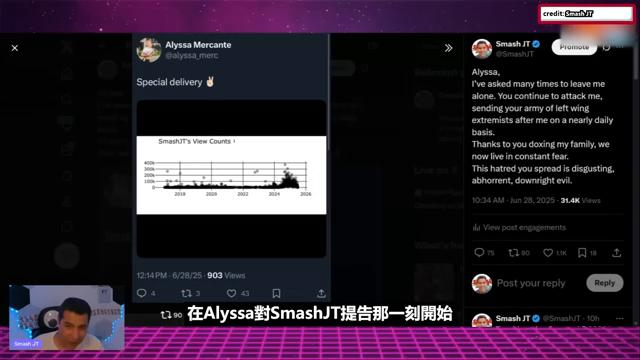 credit: Smash JT
Alyssa Mercante
@alyssa_merc
Special delivery ✌🏻
SmashJT's View Counts
400k
300k
200k
100k
0
2018 2020 2022 2024 2026
12:14 PM · 6/28/25 · 903 Views
4 3 43
90
Smash JT
@SmashJT
Promote
Alyssa,
I've asked many times to leave me
alone. You continue to attack me,
sending your army of left wing
extremists after me on a nearly daily
basis.
Thanks to you doxing my family, we
now live in constant fear.
This hatred you spread is disgusting,
abhorrent, downright evil.
10:34 AM · Jun 28, 2025 · 31.4K Views
View post engagements
75 80 1.1K 18
Post your reply
Reply
Smash JT
@SmashJT · 10h
Smash JT
在Alyssa對SmashJT提告那一刻開始